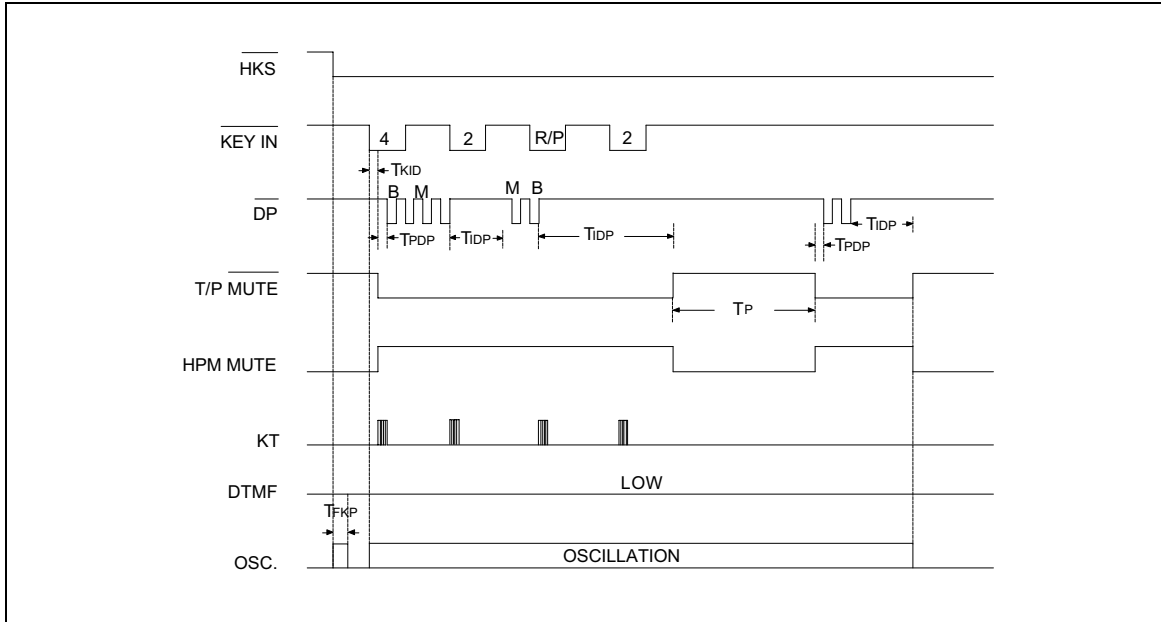 HKS
KEY IN
4
2
R/P
2
TKID
DP
B
M
M
B
TPDP
TIDP
TIDP
TPDP
TIDP
T/P MUTE
TP
HPM MUTE
KT
DTMF
LOW
TFKP
OSC.
OSCILLATION